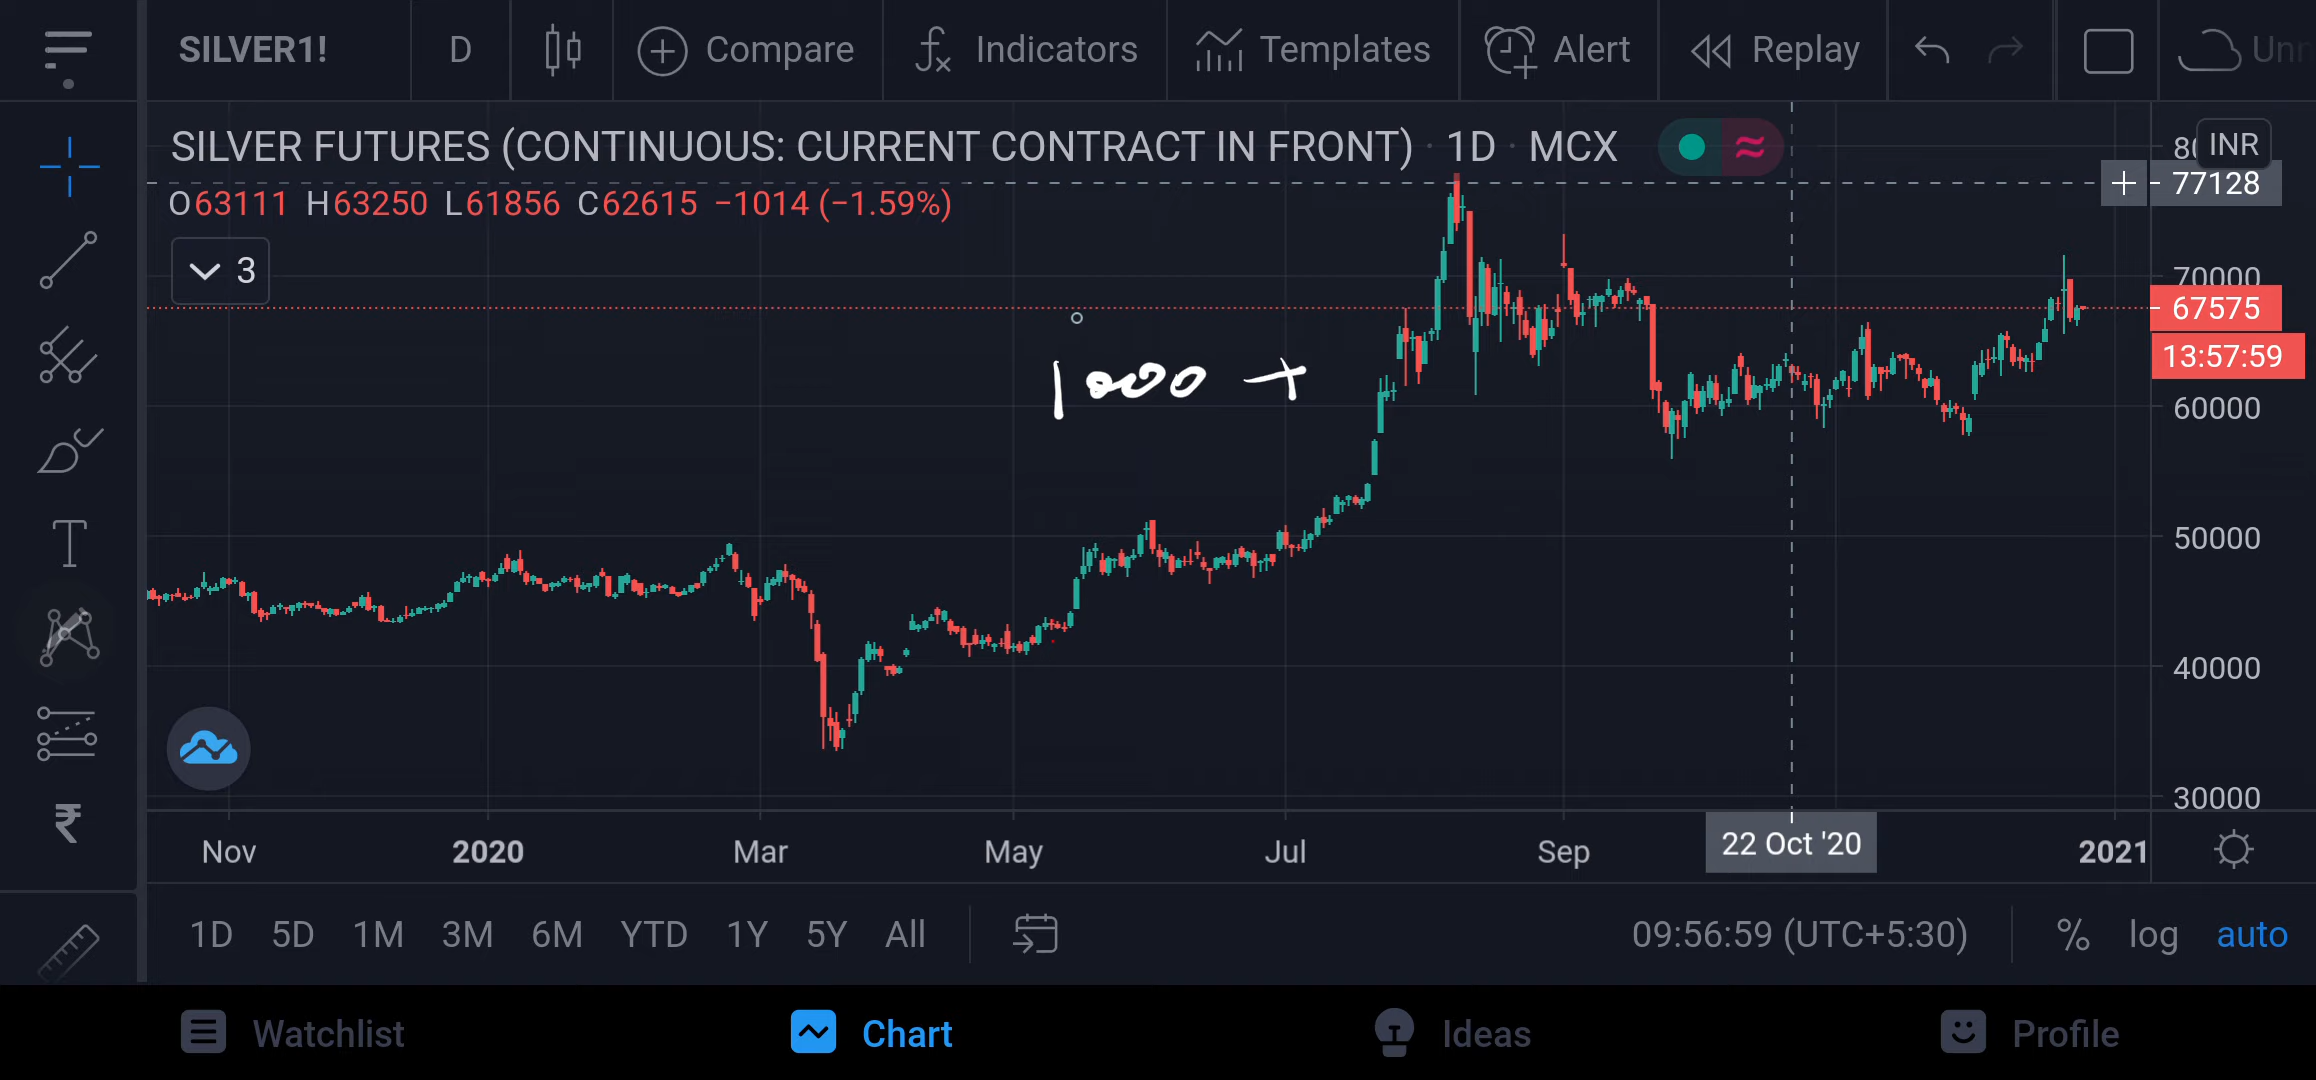 SILVER1! D Compare Indicators Templates Alert Replay
SILVER FUTURES (CONTINUOUS: CURRENT CONTRACT IN FRONT) · 1D · MCX
INR
77128
O63111 H63250 L61856 C62615 −1014 (−1.59%)
3
70000
67575
13:57:59
1000 +
60000
50000
40000
30000
Nov 2020 Mar May Jul Sep 22 Oct '20 2021
1D 5D 1M 3M 6M YTD 1Y 5Y All 09:56:59 (UTC+5:30) % log auto
Watchlist Chart Ideas Profile